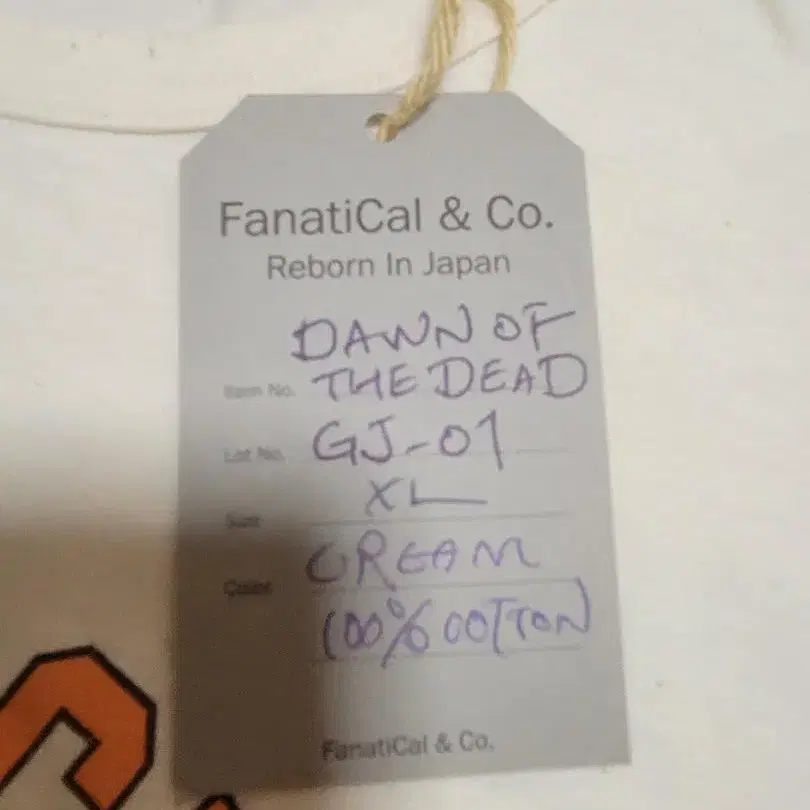 FanatiCal & Co.
Reborn In Japan
DAWN OF
Item No. THE DEAD
Lot No. GJ-01
Size XL
Color CREAM
100% COTTON
FanatiCal & Co.